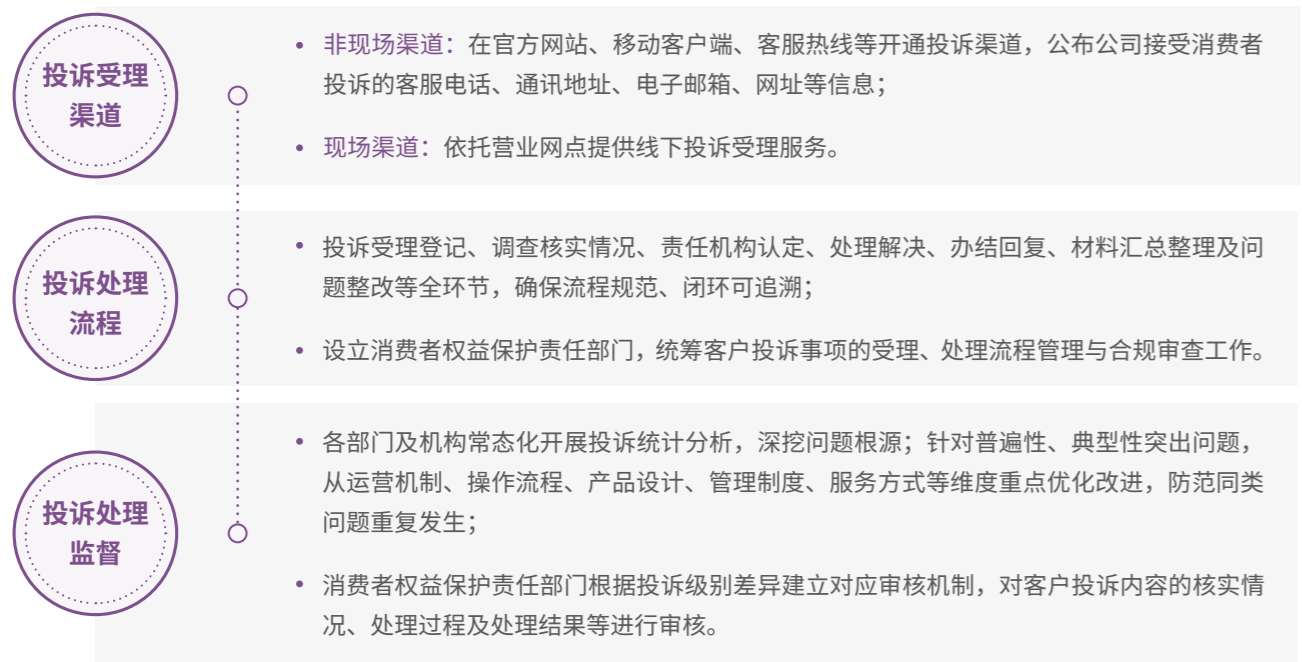 投诉受理
渠道
• 非现场渠道：在官方网站、移动客户端、客服热线等开通投诉渠道，公布公司接受消费者
投诉的客服电话、通讯地址、电子邮箱、网址等信息；
• 现场渠道：依托营业网点提供线下投诉受理服务。
投诉处理
流程
• 投诉受理登记、调查核实情况、责任机构认定、处理解决、办结回复、材料汇总整理及问
题整改等全环节，确保流程规范、闭环可追溯；
• 设立消费者权益保护责任部门，统筹客户投诉事项的受理、处理流程管理与合规审查工作。
投诉处理
监督
• 各部门及机构常态化开展投诉统计分析，深挖问题根源；针对普遍性、典型性突出问题，
从运营机制、操作流程、产品设计、管理制度、服务方式等维度重点优化改进，防范同类
问题重复发生；
• 消费者权益保护责任部门根据投诉级别差异建立对应审核机制，对客户投诉内容的核实情
况、处理过程及处理结果等进行审核。